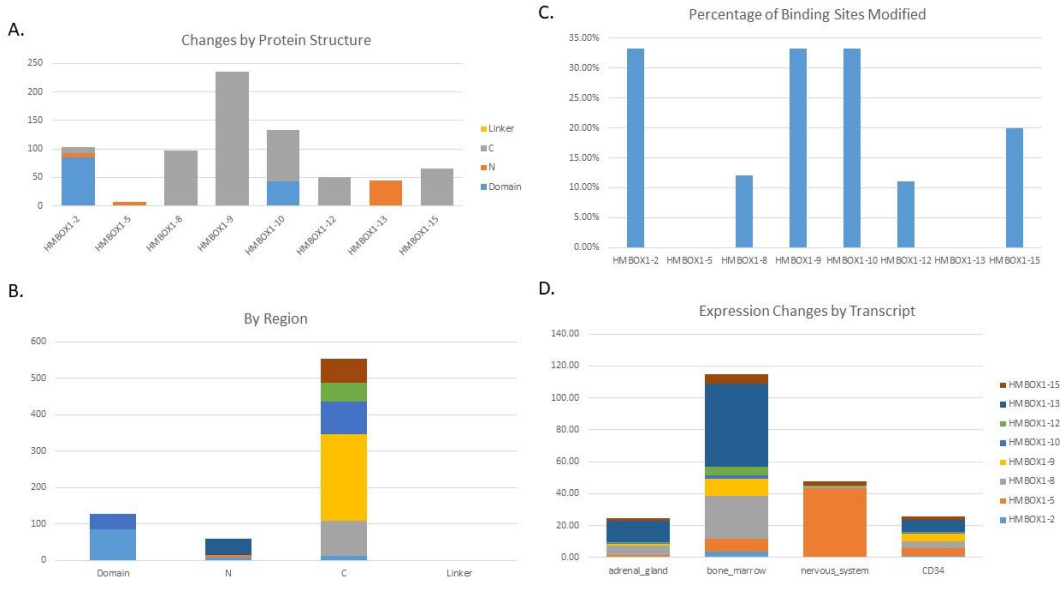 A.
Changes by Protein Structure
250
200
150
100
50
0
HMBOX1-2
HMBOX1-5
HMBOX1-8
HMBOX1-9
HMBOX1-10
HMBOX1-12
HMBOX1-13
HMBOX1-15
Linker
C
N
Domain
B.
By Region
600
500
400
300
200
100
0
Domain N C Linker
C.
Percentage of Binding Sites Modified
35.00%
30.00%
25.00%
20.00%
15.00%
10.00%
5.00%
0.00%
HMBOX1-2 HMBOX1-5 HMBOX1-8 HMBOX1-9 HMBOX1-10 HMBOX1-12 HMBOX1-13 HMBOX1-15
D.
Expression Changes by Transcript
140.00
120.00
100.00
80.00
60.00
40.00
20.00
0.00
adrenal_gland bone_marrow nervous_system CD34
HMBOX1-15
HMBOX1-13
HMBOX1-12
HMBOX1-10
HMBOX1-9
HMBOX1-8
HMBOX1-5
HMBOX1-2